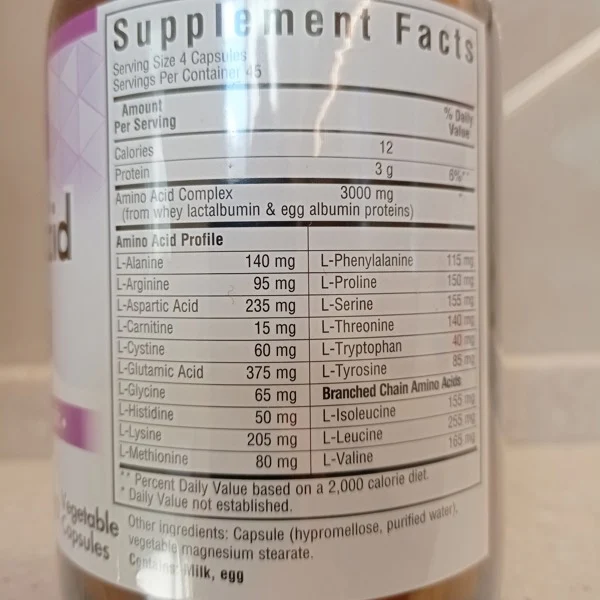 Supplement Facts
Serving Size 4 Capsules
Servings Per Container 45
Amount
Per Serving
% Daily
Value
Calories 12
Protein 3 g 6%**
Amino Acid Complex 3000 mg
(from whey lactalbumin & egg albumin proteins)
Amino Acid Profile
L-Alanine 140 mg
L-Arginine 95 mg
L-Aspartic Acid 235 mg
L-Carnitine 15 mg
L-Cystine 60 mg
L-Glutamic Acid 375 mg
L-Glycine 65 mg
L-Histidine 50 mg
L-Lysine 205 mg
L-Methionine 80 mg
L-Phenylalanine 115 mg
L-Proline 150 mg
L-Serine 155 mg
L-Threonine 140 mg
L-Tryptophan 40 mg
L-Tyrosine 85 mg
Branched Chain Amino Acids
L-Isoleucine 155 mg
L-Leucine 255 mg
L-Valine 165 mg
** Percent Daily Value based on a 2,000 calorie diet.
* Daily Value not established.
Other ingredients: Capsule (hypromellose, purified water),
vegetable magnesium stearate.
Contains: Milk, egg
id
Vegetable
Capsules